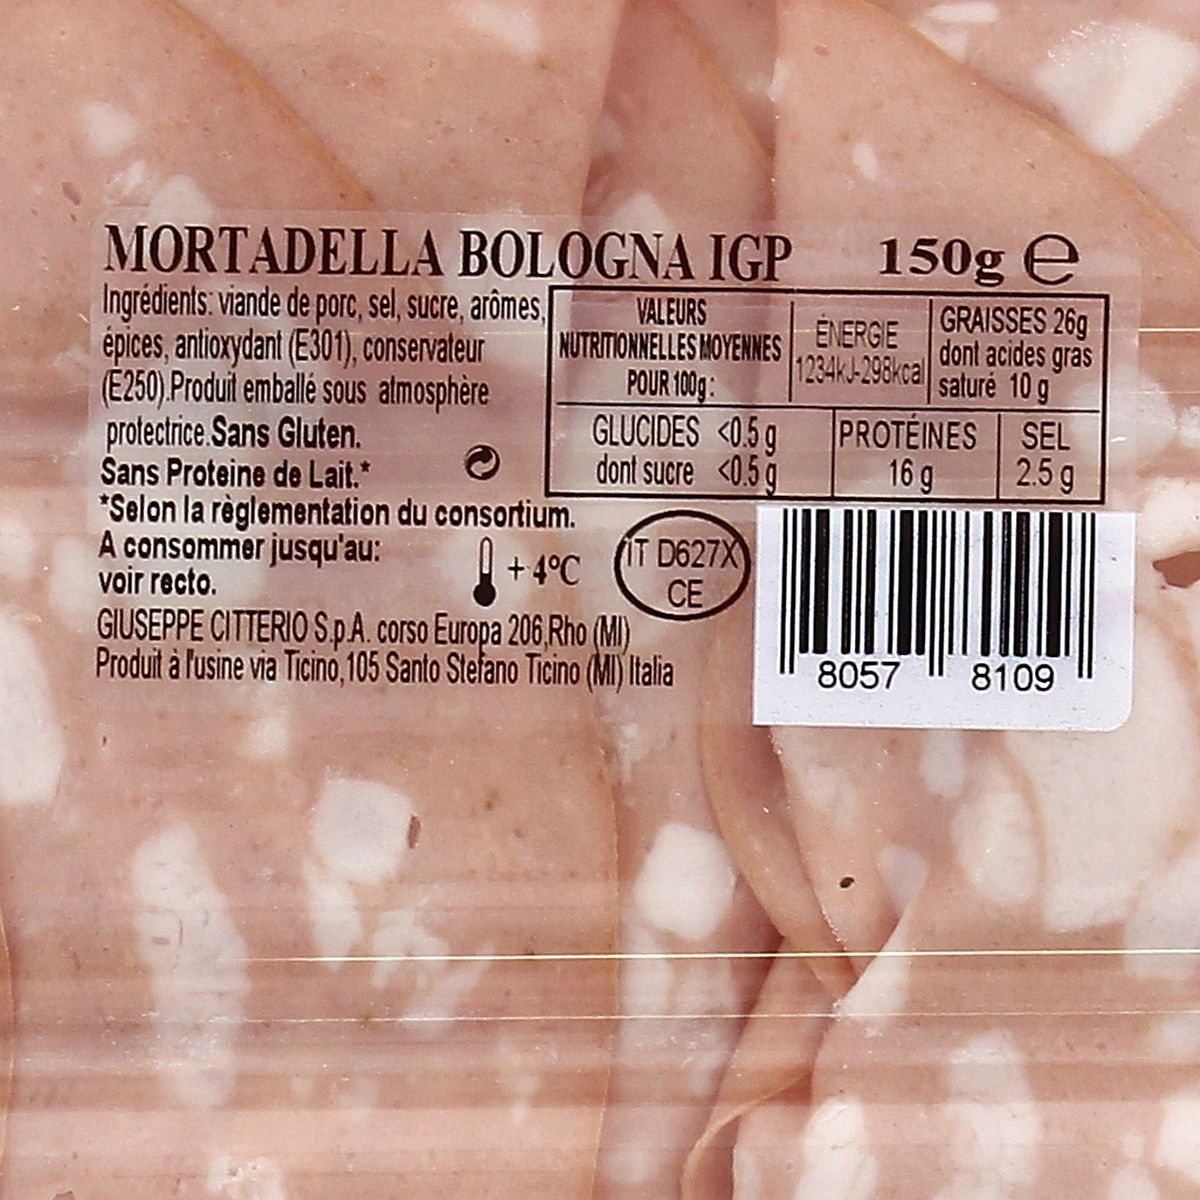 MORTADELLA BOLOGNA IGP 150g ℮
Ingrédients: viande de porc, sel, sucre, arômes,
épices, antioxydant (E301), conservateur
(E250).Produit emballé sous atmosphère
protectrice.Sans Gluten.
Sans Proteine de Lait.*
*Selon la règlementation du consortium.
A consommer jusqu'au:
voir recto.
+ 4°C
IT D627X
CE
GIUSEPPE CITTERIO S.p.A. corso Europa 206,Rho (MI)
Produit à l'usine via Ticino, 105 Santo Stefano Ticino (MI) Italia
VALEURS
NUTRITIONNELLES MOYENNES
POUR 100g:
ÉNERGIE
1234kJ-298kcal
GRAISSES 26g
dont acides gras
saturé 10 g
GLUCIDES <0.5 g
dont sucre <0.5 g
PROTÉINES
16 g
SEL
2.5 g
8057 8109